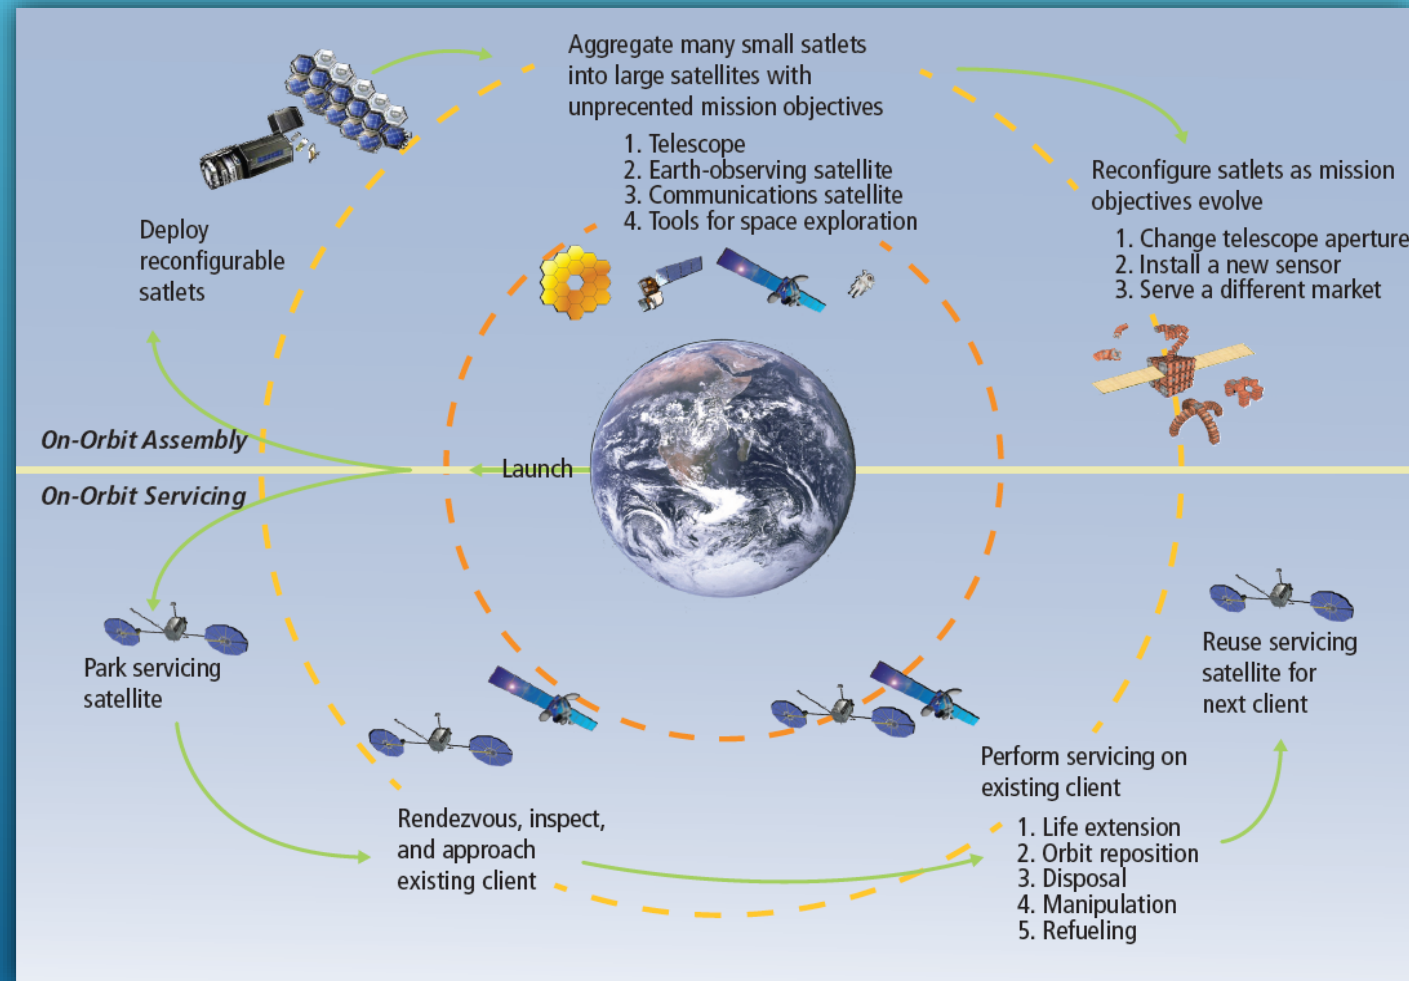 Aggregate many small satlets
into large satellites with
unprecented mission objectives
1. Telescope
2. Earth-observing satellite
3. Communications satellite
4. Tools for space exploration
Reconfigure satlets as mission
objectives evolve
1. Change telescope aperture
2. Install a new sensor
3. Serve a different market
Deploy
reconfigurable
satlets
On-Orbit Assembly
Launch
On-Orbit Servicing
Park servicing
satellite
Rendezvous, inspect,
and approach
existing client
Perform servicing on
existing client
1. Life extension
2. Orbit reposition
3. Disposal
4. Manipulation
5. Refueling
Reuse servicing
satellite for
next client